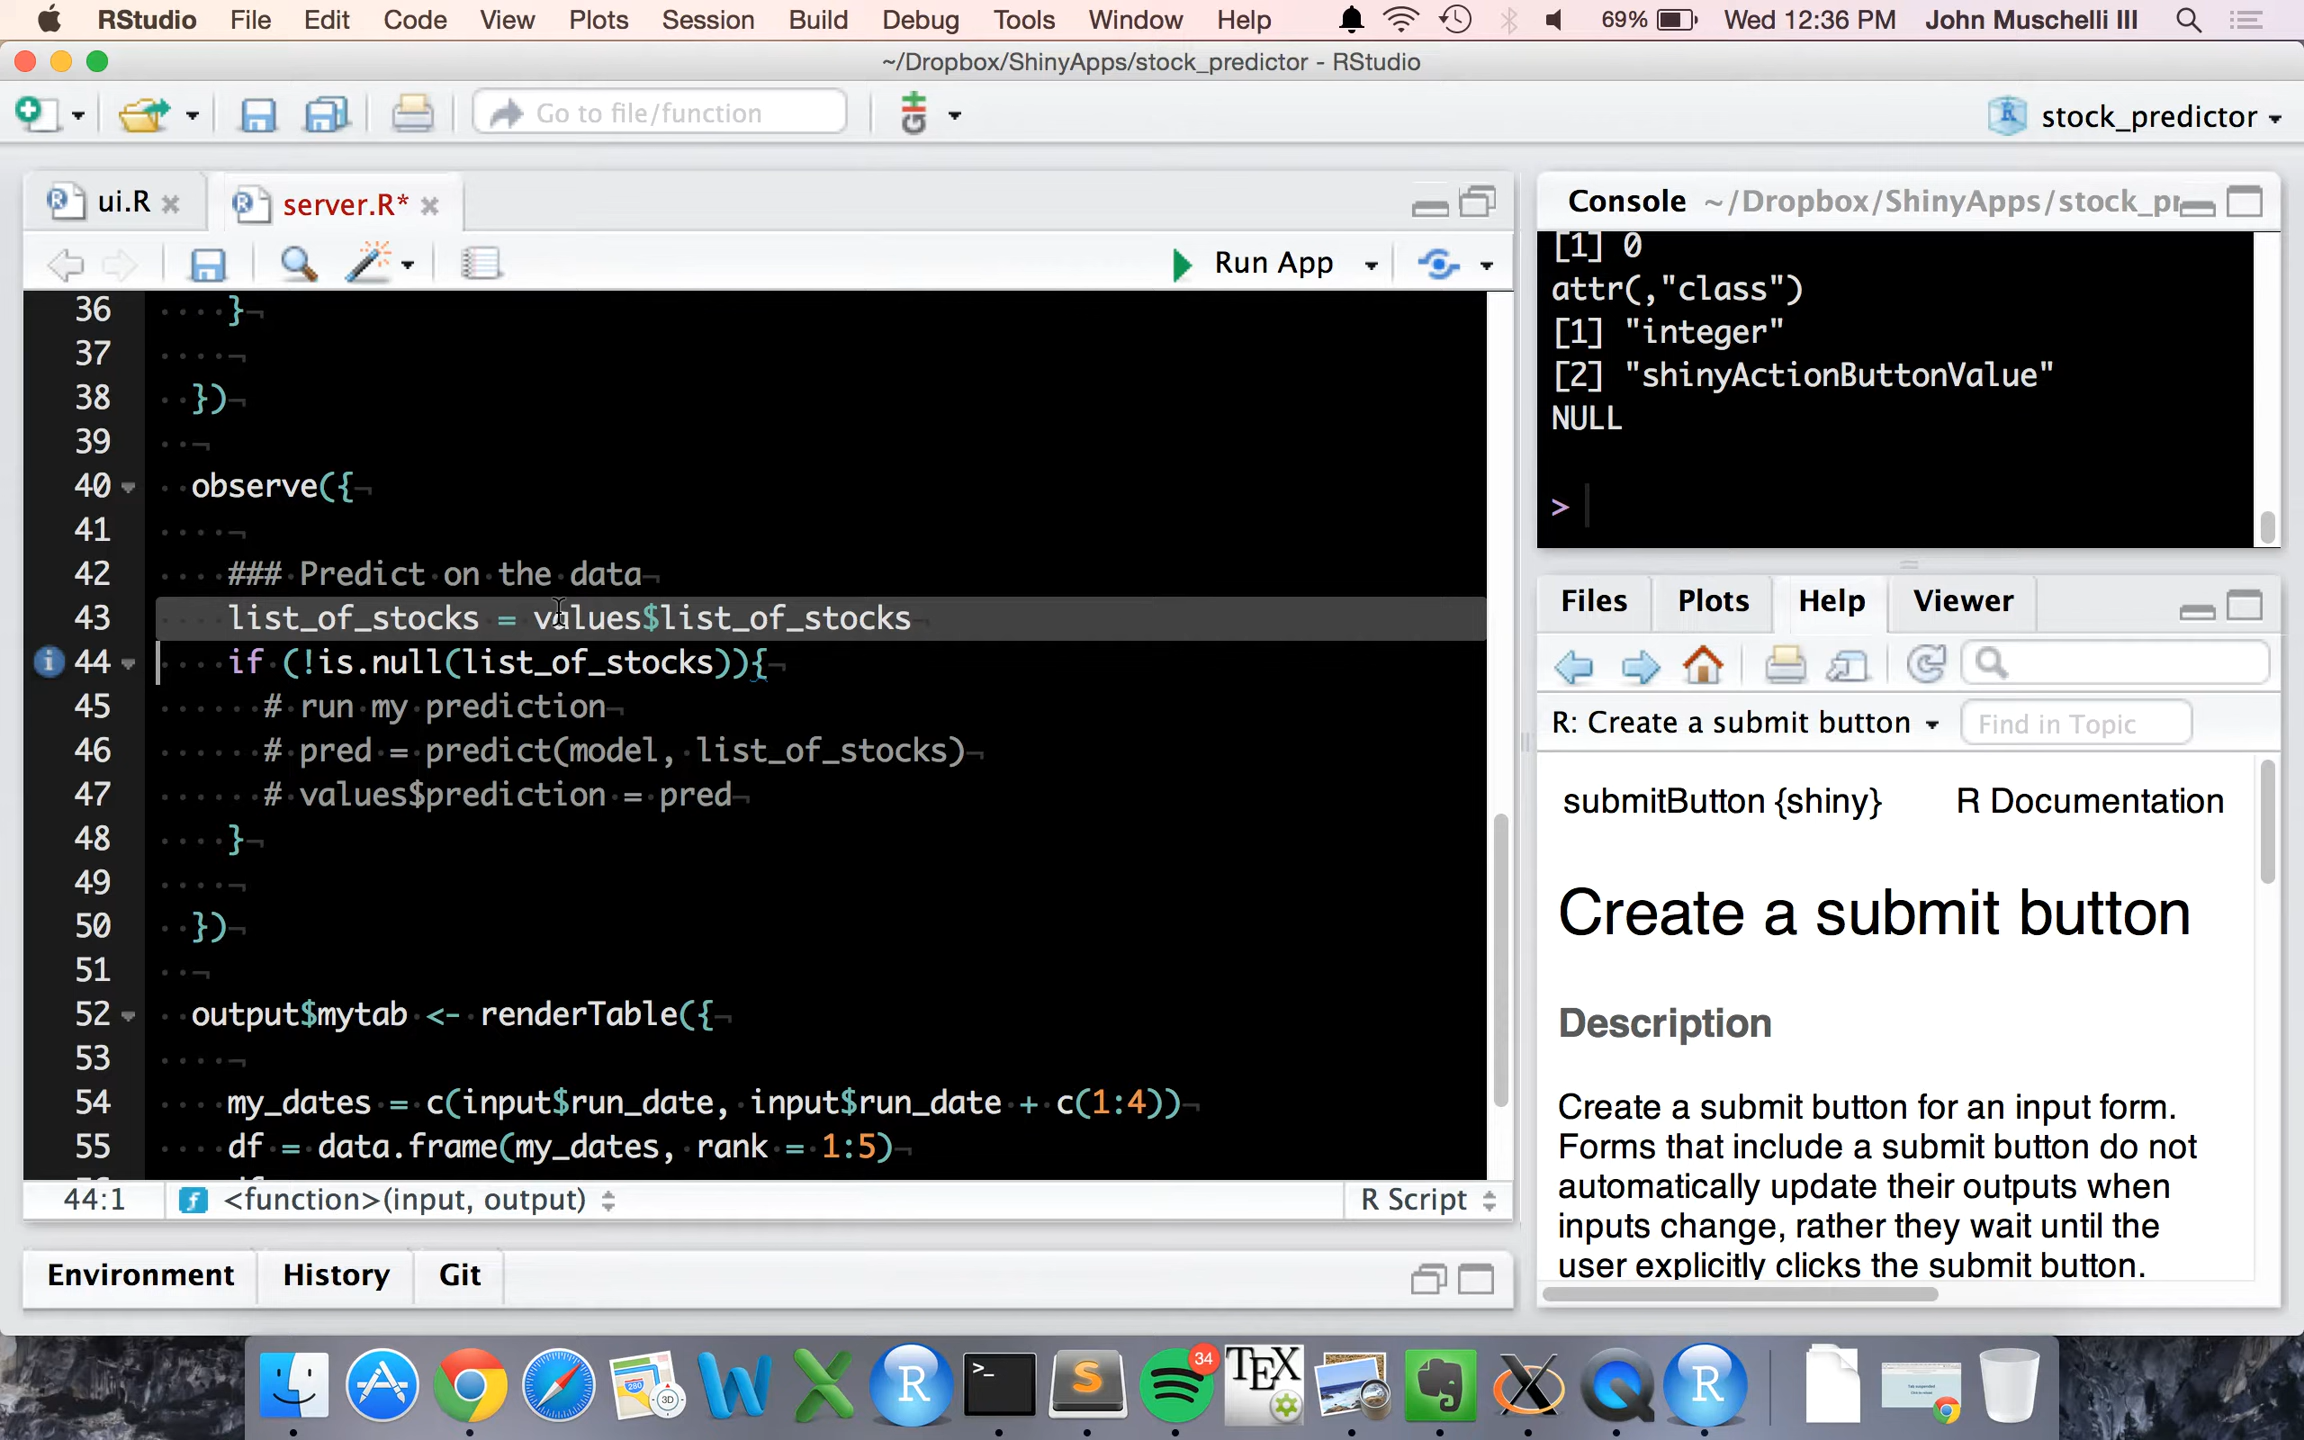 RStudio File Edit Code View Plots Session Build Debug Tools Window Help 69% Wed 12:36 PM John Muschelli III
~/Dropbox/ShinyApps/stock_predictor - RStudio
Go to file/function stock_predictor
ui.R server.R*
Run App
36 }
37
38 })
39
40 observe({
41
42 ### Predict on the data
43 list_of_stocks = values$list_of_stocks
44 if (!is.null(list_of_stocks)){
45 # run my prediction
46 # pred = predict(model, list_of_stocks)
47 # values$prediction = pred
48 }
49
50 })
51
52 output$mytab <- renderTable({
53
54 my_dates = c(input$run_date, input$run_date + c(1:4))
55 df = data.frame(my_dates, rank = 1:5)
44:1 <function>(input, output) R Script
Environment History Git
Console ~/Dropbox/ShinyApps/stock_pr
[1] 0
attr(,"class")
[1] "integer"
[2] "shinyActionButtonValue"
NULL
>
Files Plots Help Viewer
R: Create a submit button Find in Topic
submitButton {shiny} R Documentation
Create a submit button
Description
Create a submit button for an input form.
Forms that include a submit button do not
automatically update their outputs when
inputs change, rather they wait until the
user explicitly clicks the submit button.
34
280
3D
TEX